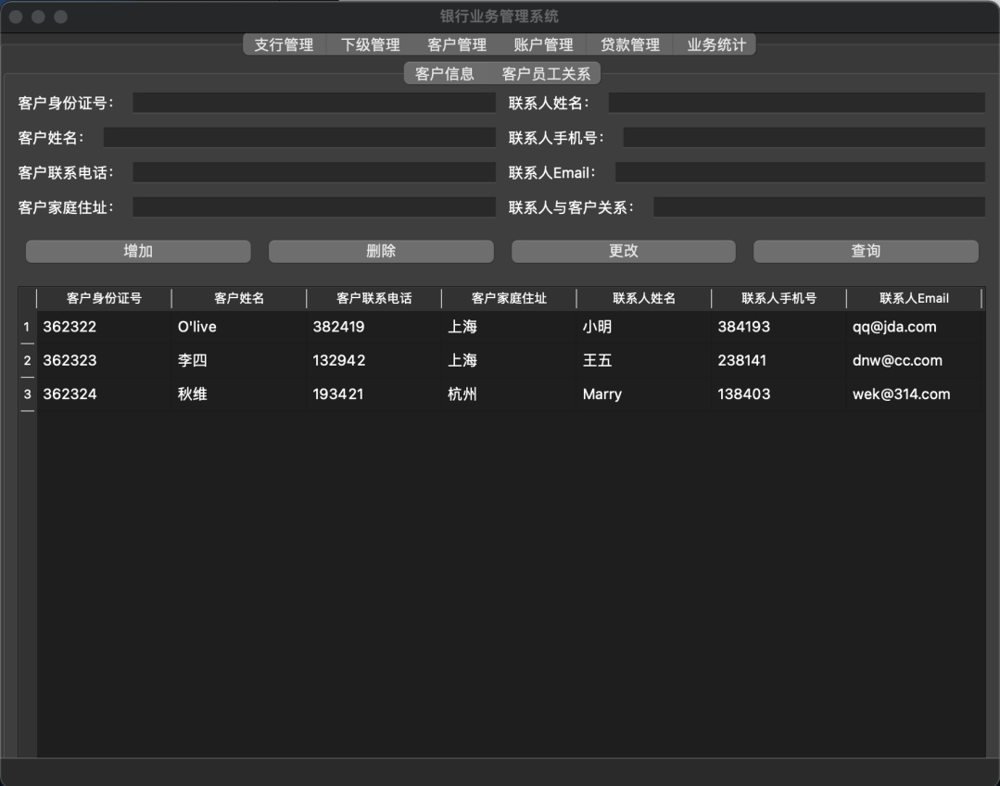 银行业务管理系统
支行管理 下级管理 客户管理 账户管理 贷款管理 业务统计
客户信息 客户员工关系
客户身份证号： 联系人姓名：
客户姓名： 联系人手机号：
客户联系电话： 联系人Email：
客户家庭住址： 联系人与客户关系：
增加 删除 更改 查询
客户身份证号 客户姓名 客户联系电话 客户家庭住址 联系人姓名 联系人手机号 联系人Email
1 362322 O'live 382419 上海 小明 384193 qq@jda.com
2 362323 李四 132942 上海 王五 238141 dnw@cc.com
3 362324 秋维 193421 杭州 Marry 138403 wek@314.com